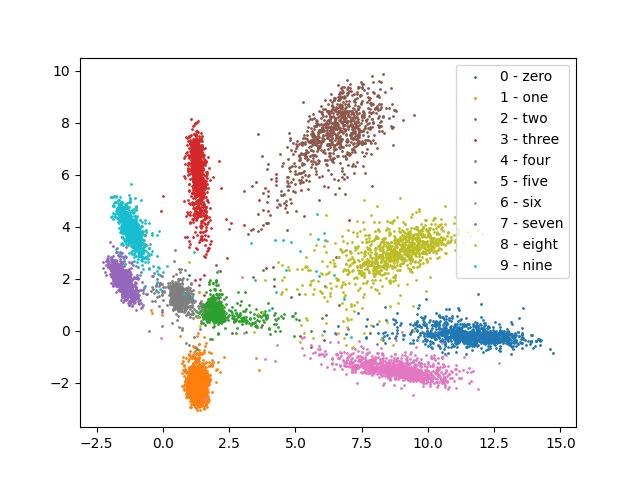 10
8
6
4
2
0
−2
−2.5 0.0 2.5 5.0 7.5 10.0 12.5 15.0
0 - zero
1 - one
2 - two
3 - three
4 - four
5 - five
6 - six
7 - seven
8 - eight
9 - nine